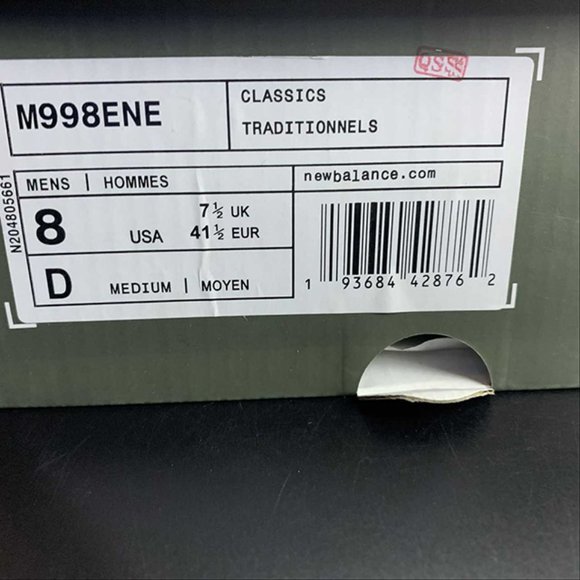 QSS
M998ENE
CLASSICS
TRADITIONNELS
MENS | HOMMES
newbalance.com
8
USA
7½ UK
41½ EUR
D
MEDIUM | MOYEN
1 93684 42876 2
N204805661